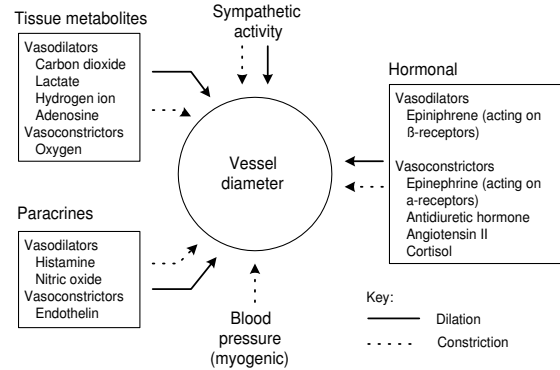 Tissue metabolites
Vasodilators
Carbon dioxide
Lactate
Hydrogen ion
Adenosine
Vasoconstrictors
Oxygen
Sympathetic
activity
Hormonal
Vasodilators
Epiniphrene (acting on
ß-receptors)
Vasoconstrictors
Epinephrine (acting on
a-receptors)
Antidiuretic hormone
Angiotensin II
Cortisol
Vessel
diameter
Paracrines
Vasodilators
Histamine
Nitric oxide
Vasoconstrictors
Endothelin
Blood
pressure
(myogenic)
Key:
Dilation
Constriction